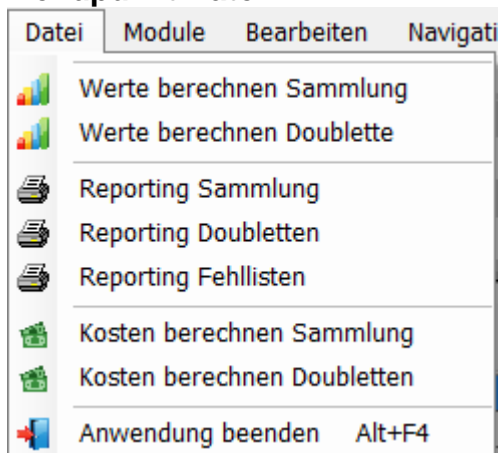 Datei Module Bearbeiten
Werte berechnen Sammlung
Werte berechnen Doublette
Reporting Sammlung
Reporting Doubletten
Reporting Fehllisten
Kosten berechnen Sammlung
Kosten berechnen Doubletten
Anwendung beenden Alt+F4